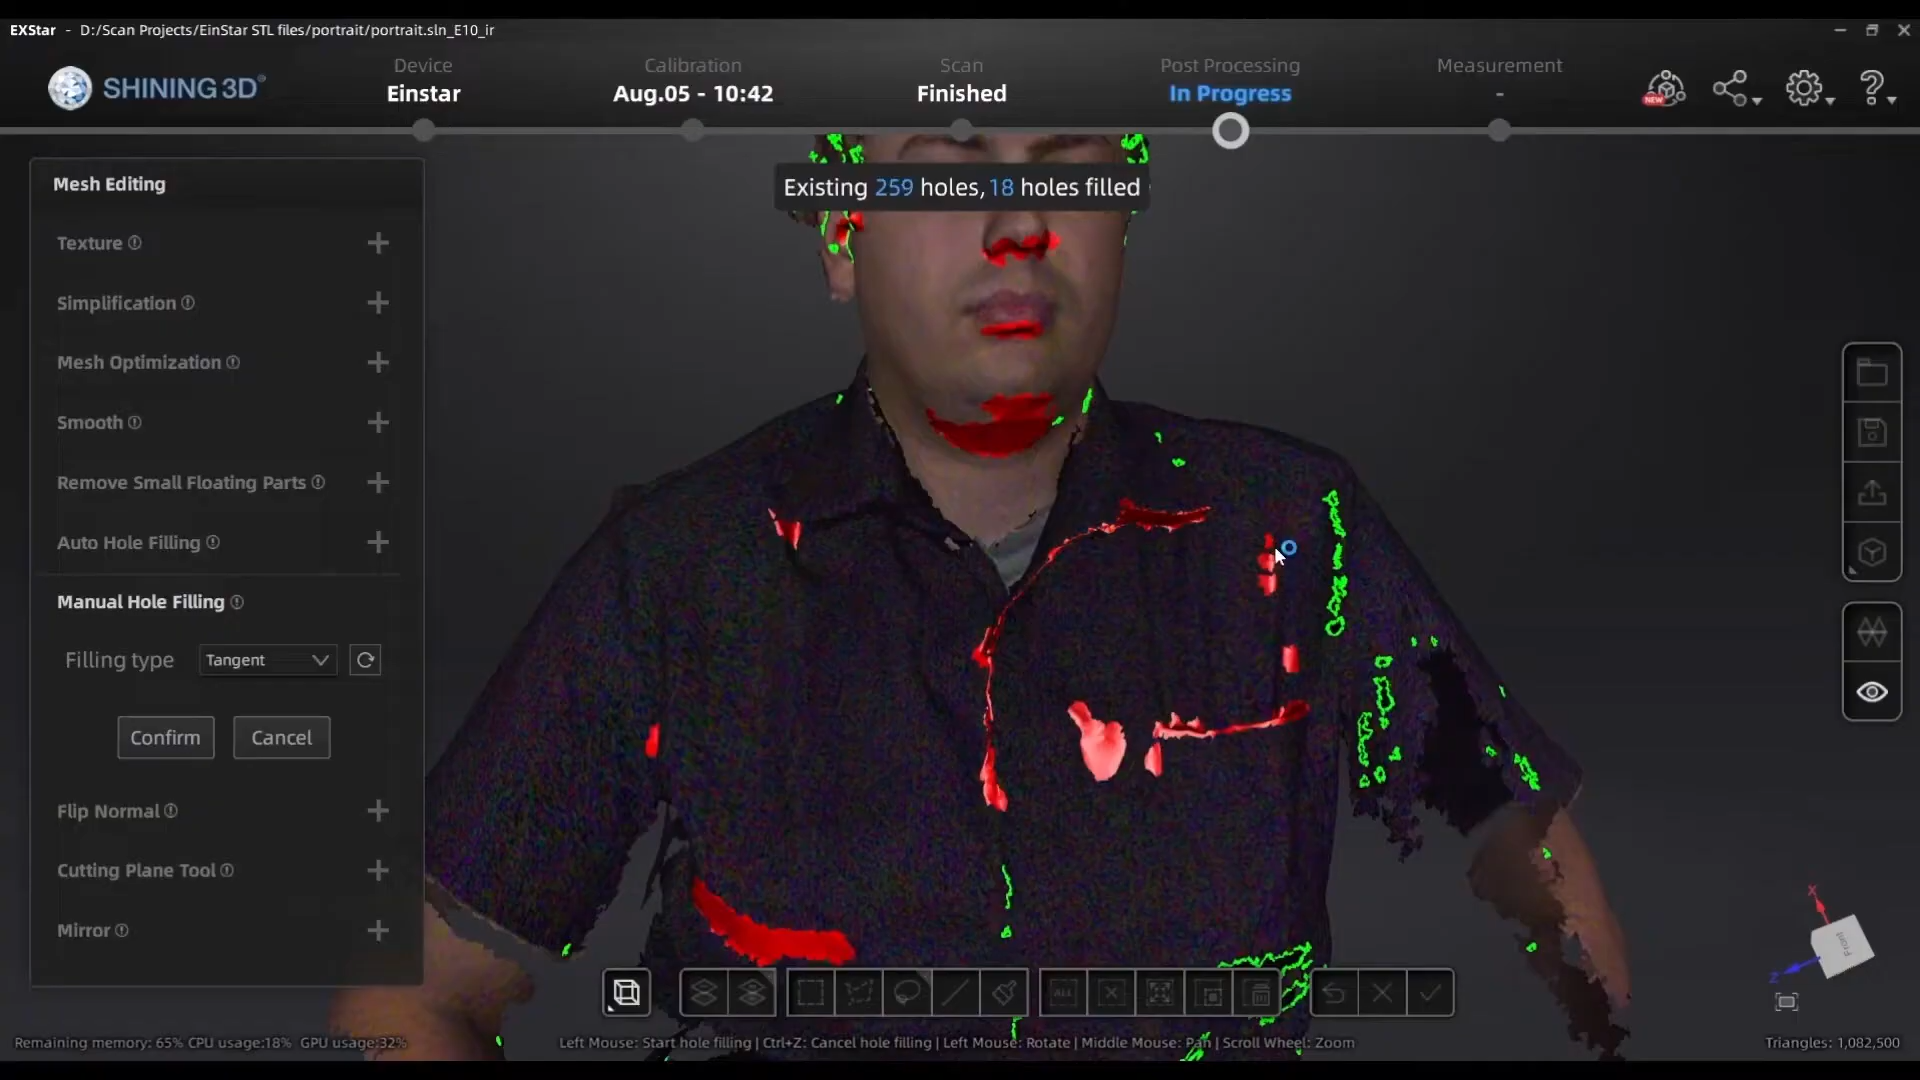 EXStar - D:/Scan Projects/EinStar STL files/portrait/portrait.sln_E10_ir
SHINING 3D®
Device
Einstar
Calibration
Aug.05 - 10:42
Scan
Finished
Post Processing
In Progress
Measurement
-
NEW
Existing 259 holes, 18 holes filled
Mesh Editing
Texture
Simplification
Mesh Optimization
Smooth
Remove Small Floating Parts
Auto Hole Filling
Manual Hole Filling
Filling type Tangent
Confirm Cancel
Flip Normal
Cutting Plane Tool
Mirror
ALL
X
Z
Front
Remaining memory: 65% CPU usage:18% GPU usage:32%
Left Mouse: Start hole filling | Ctrl+Z: Cancel hole filling | Left Mouse: Rotate | Middle Mouse: Pan | Scroll Wheel: Zoom
Triangles: 1,082,500